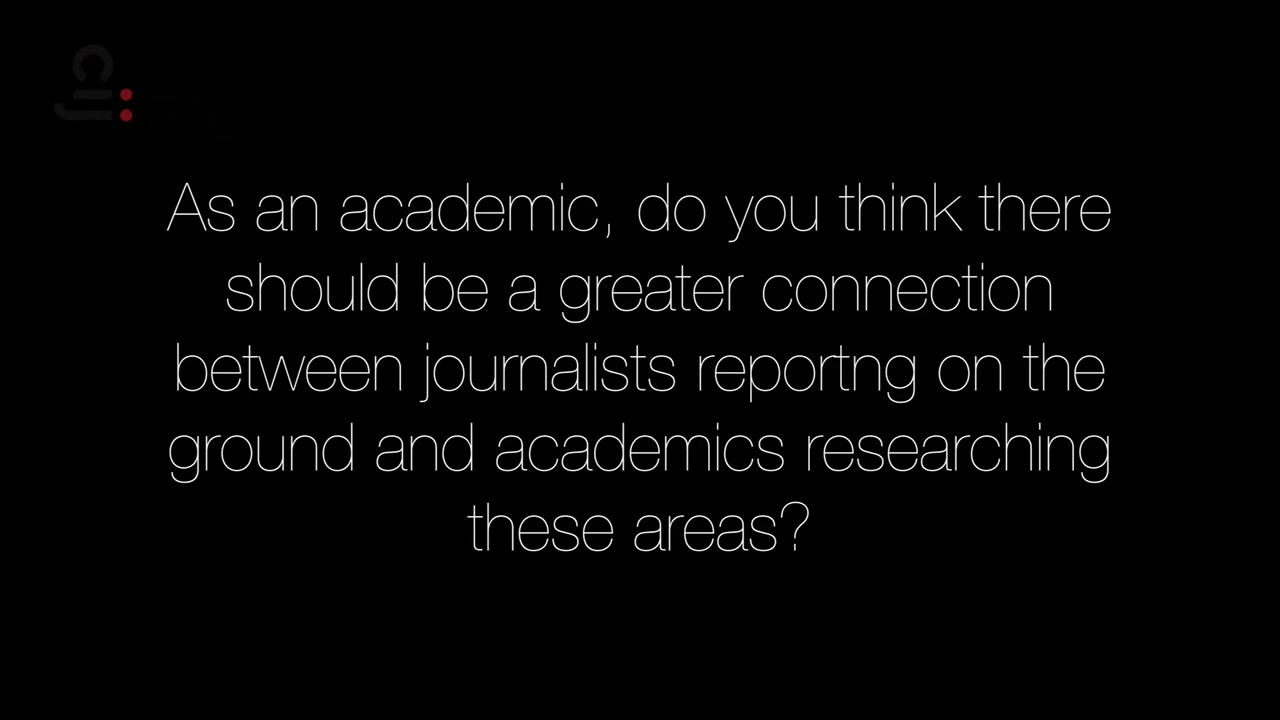 As an academic, do you think there
should be a greater connection
between journalists reportng on the
ground and academics researching
these areas?